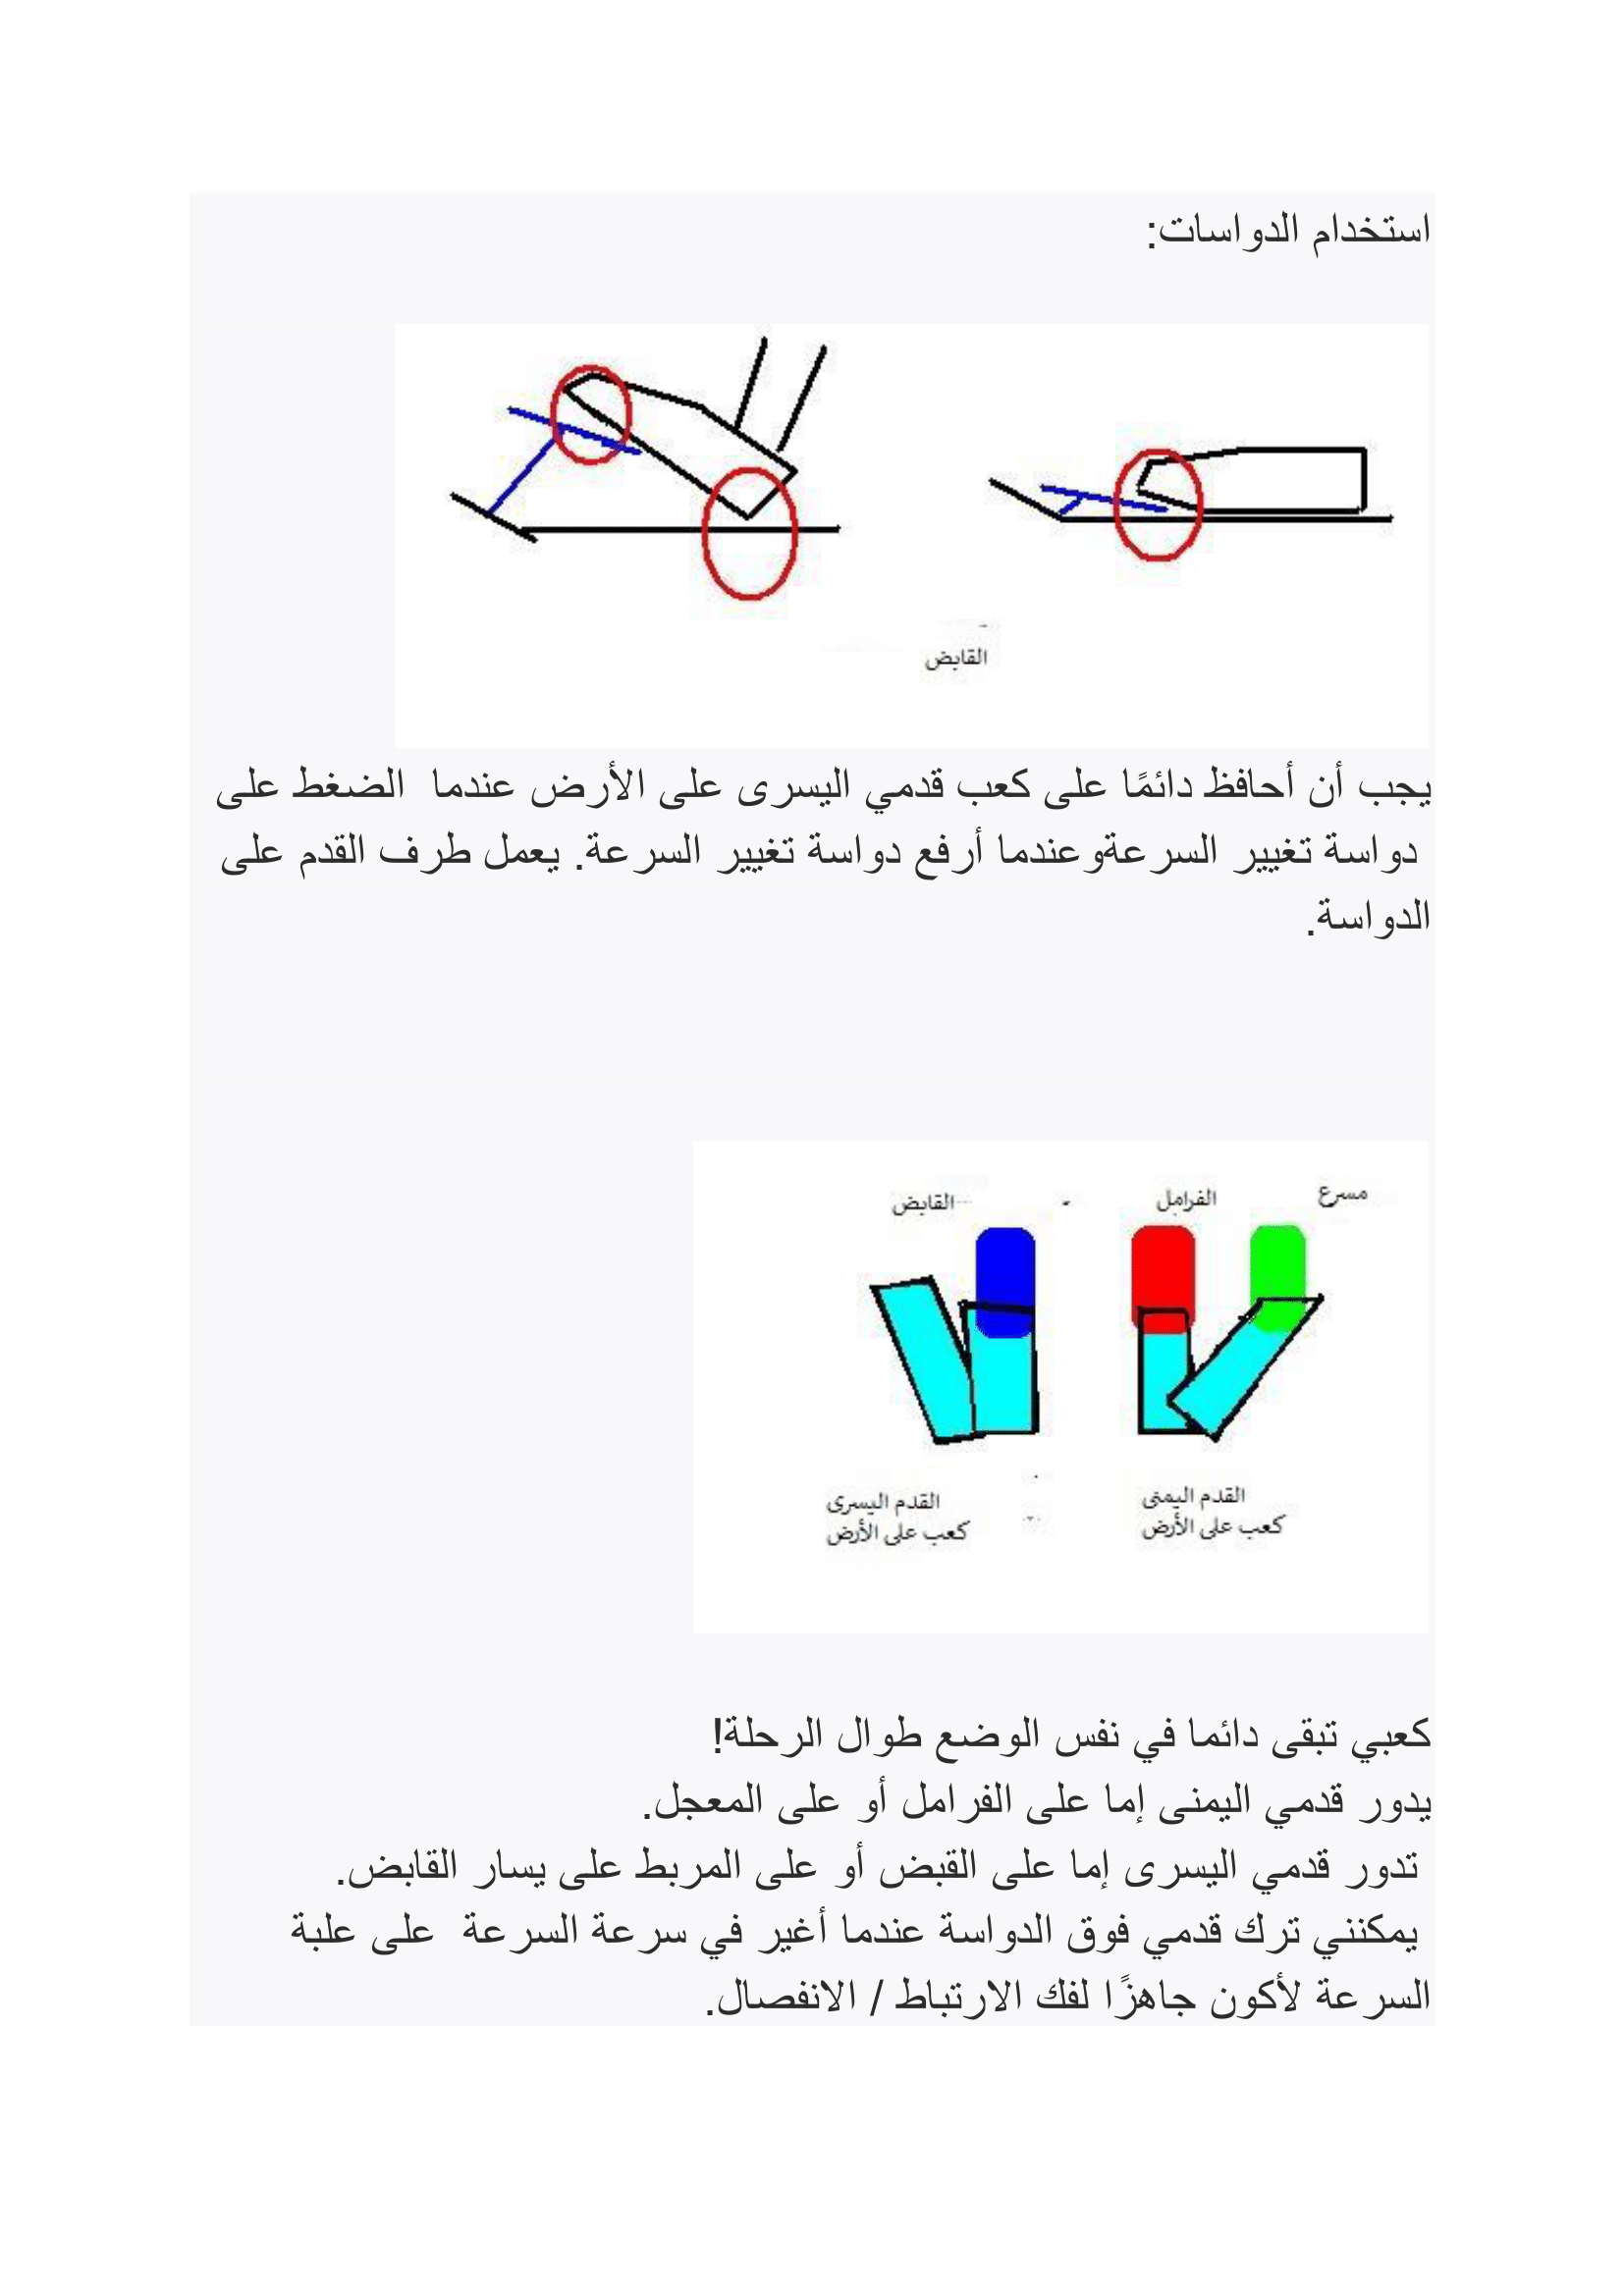 استخدام الدواسات:
القابض
يجب أن أحافظ دائمًا على كعب قدمي اليسرى على الأرض عندما الضغط على
دواسة تغيير السرعةوعندما أرفع دواسة تغيير السرعة. يعمل طرف القدم على
الدواسة.
مسرع
الفرامل
القابض
القدم اليمنى
كعب على الأرض
القدم اليسرى
كعب على الأرض
كعبي تبقى دائما في نفس الوضع طوال الرحلة!
يدور قدمي اليمنى إما على الفرامل أو على المعجل.
تدور قدمي اليسرى إما على القبض أو على المربط على يسار القابض.
يمكنني ترك قدمي فوق الدواسة عندما أغير في سرعة السرعة على علبة
السرعة لأكون جاهزًا لفك الارتباط / الانفصال.